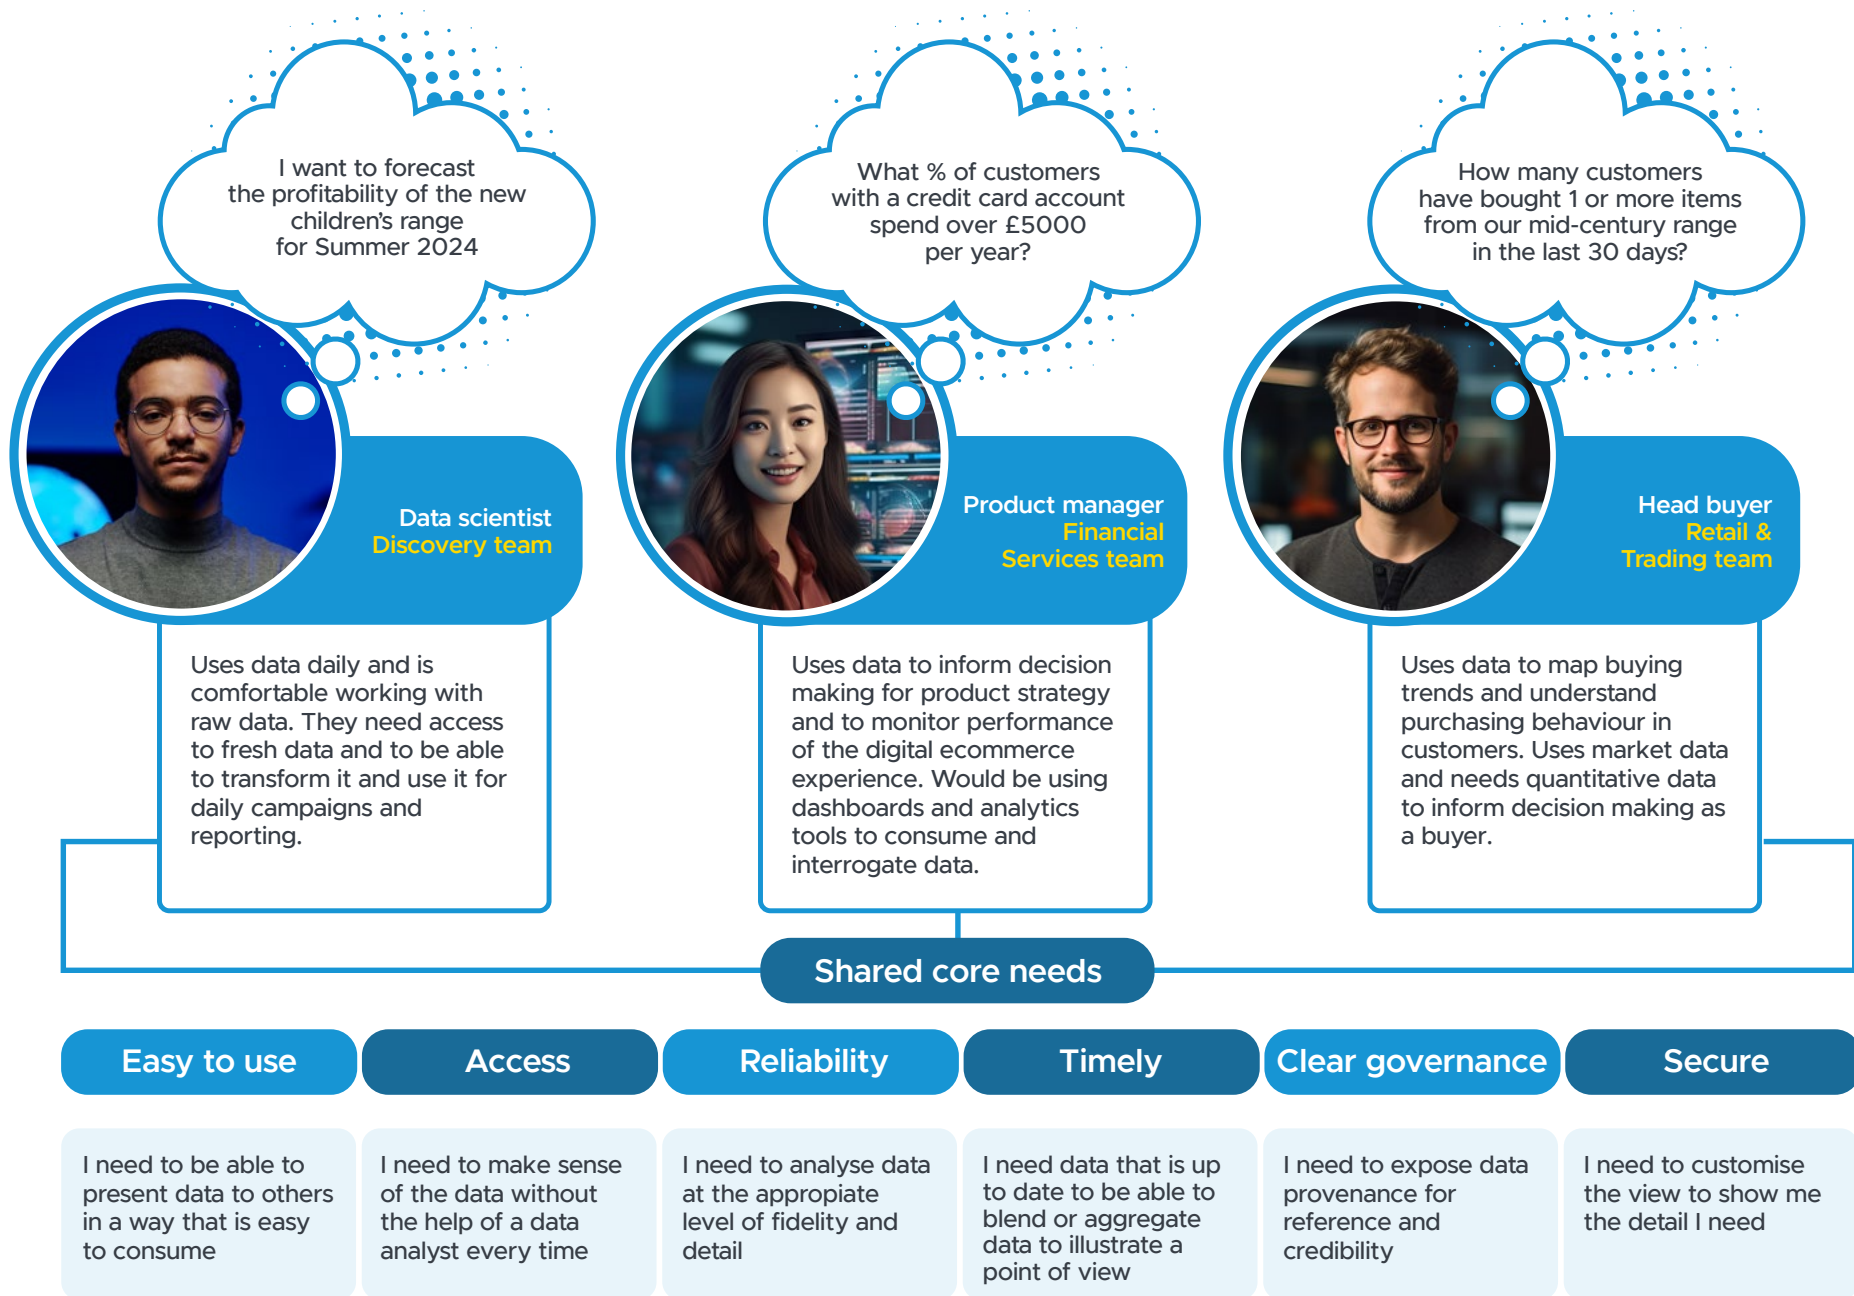 I want to forecast
the profitability of the new
children's range
for Summer 2024
What % of customers
with a credit card account
spend over £5000
per year?
How many customers
have bought 1 or more items
from our mid-century range
in the last 30 days?
Data scientist
Discovery team
Product manager
Financial
Services team
Head buyer
Retail &
Trading team
Uses data daily and is
comfortable working with
raw data. They need access
to fresh data and to be able
to transform it and use it for
daily campaigns and
reporting.
Uses data to inform decision
making for product strategy
and to monitor performance
of the digital ecommerce
experience. Would be using
dashboards and analytics
tools to consume and
interrogate data.
Uses data to map buying
trends and understand
purchasing behaviour in
customers. Uses market data
and needs quantitative data
to inform decision making as
a buyer.
Shared core needs
Easy to use
Access
Reliability
Timely
Clear governance
Secure
I need to be able to
present data to others
in a way that is easy
to consume
I need to make sense
of the data without
the help of a data
analyst every time
I need to analyse data
at the appropiate
level of fidelity and
detail
I need data that is up
to date to be able to
blend or aggregate
data to illustrate a
point of view
I need to expose data
provenance for
reference and
credibility
I need to customise
the view to show me
the detail I need